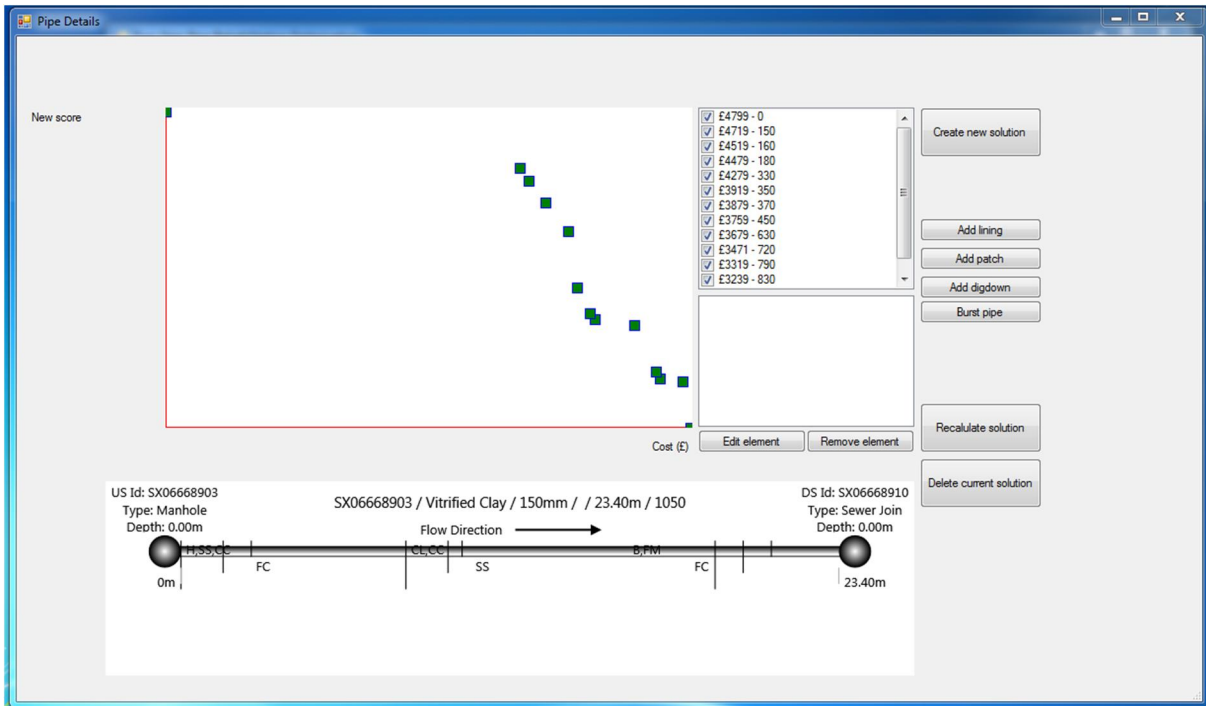 Pipe Details
New score
£4799 - 0
£4719 - 150
£4519 - 160
£4479 - 180
£4279 - 330
£3919 - 350
£3879 - 370
£3759 - 450
£3679 - 630
£3471 - 720
£3319 - 790
£3239 - 830
Create new solution
Add lining
Add patch
Add digdown
Burst pipe
Cost (£)
Edit element
Remove element
Recalulate solution
Delete current solution
US Id: SX06668903
Type: Manhole
Depth: 0.00m
SX06668903 / Vitrified Clay / 150mm / / 23.40m / 1050
Flow Direction
DS Id: SX06668910
Type: Sewer Join
Depth: 0.00m
H,SS,CC
CL,CC
B,FM
FC
SS
FC
0m
23.40m